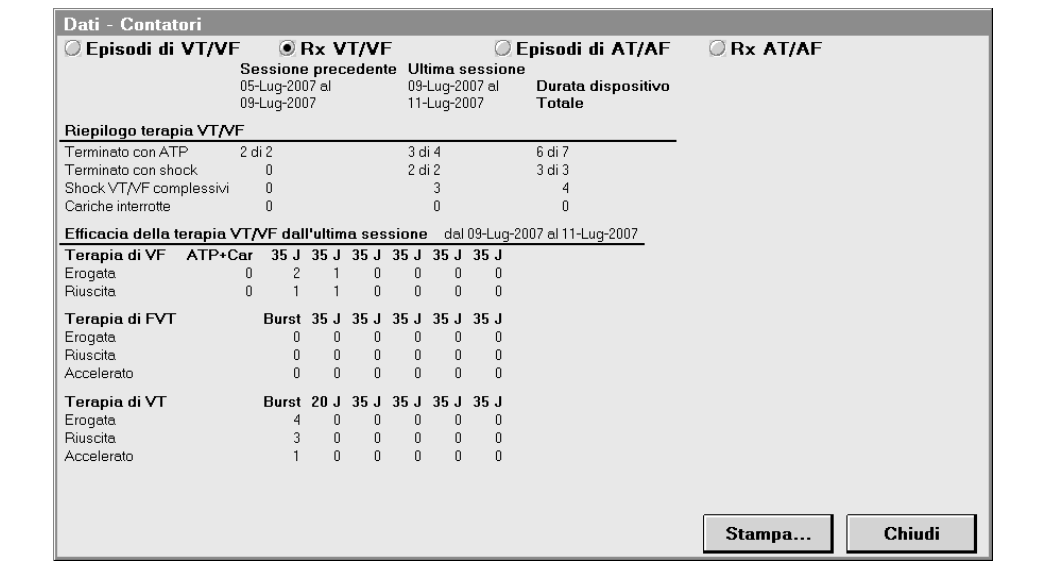 Dati - Contatori
Episodi di VT/VF Rx VT/VF Episodi di AT/AF Rx AT/AF
Sessione precedente Ultima sessione
05-Lug-2007 al 09-Lug-2007 al Durata dispositivo
09-Lug-2007 11-Lug-2007 Totale
Riepilogo terapia VT/VF
Terminato con ATP 2 di 2 3 di 4 6 di 7
Terminato con shock 0 2 di 2 3 di 3
Shock VT/VF complessivi 0 3 4
Cariche interrotte 0 0 0
Efficacia della terapia VT/VF dall'ultima sessione dal 09-Lug-2007 al 11-Lug-2007
Terapia di VF ATP+Car 35 J 35 J 35 J 35 J 35 J 35 J
Erogata 0 2 1 0 0 0 0
Riuscita 0 1 1 0 0 0 0
Terapia di FVT Burst 35 J 35 J 35 J 35 J 35 J
Erogata 0 0 0 0 0 0
Riuscita 0 0 0 0 0 0
Accelerato 0 0 0 0 0 0
Terapia di VT Burst 20 J 35 J 35 J 35 J 35 J
Erogata 4 0 0 0 0 0
Riuscita 3 0 0 0 0 0
Accelerato 1 0 0 0 0 0
Stampa... Chiudi